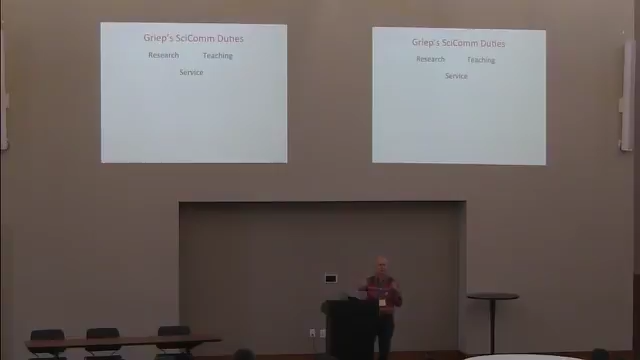 Griep's SciComm Duties
Research Teaching
Service
Griep's SciComm Duties
Research Teaching
Service